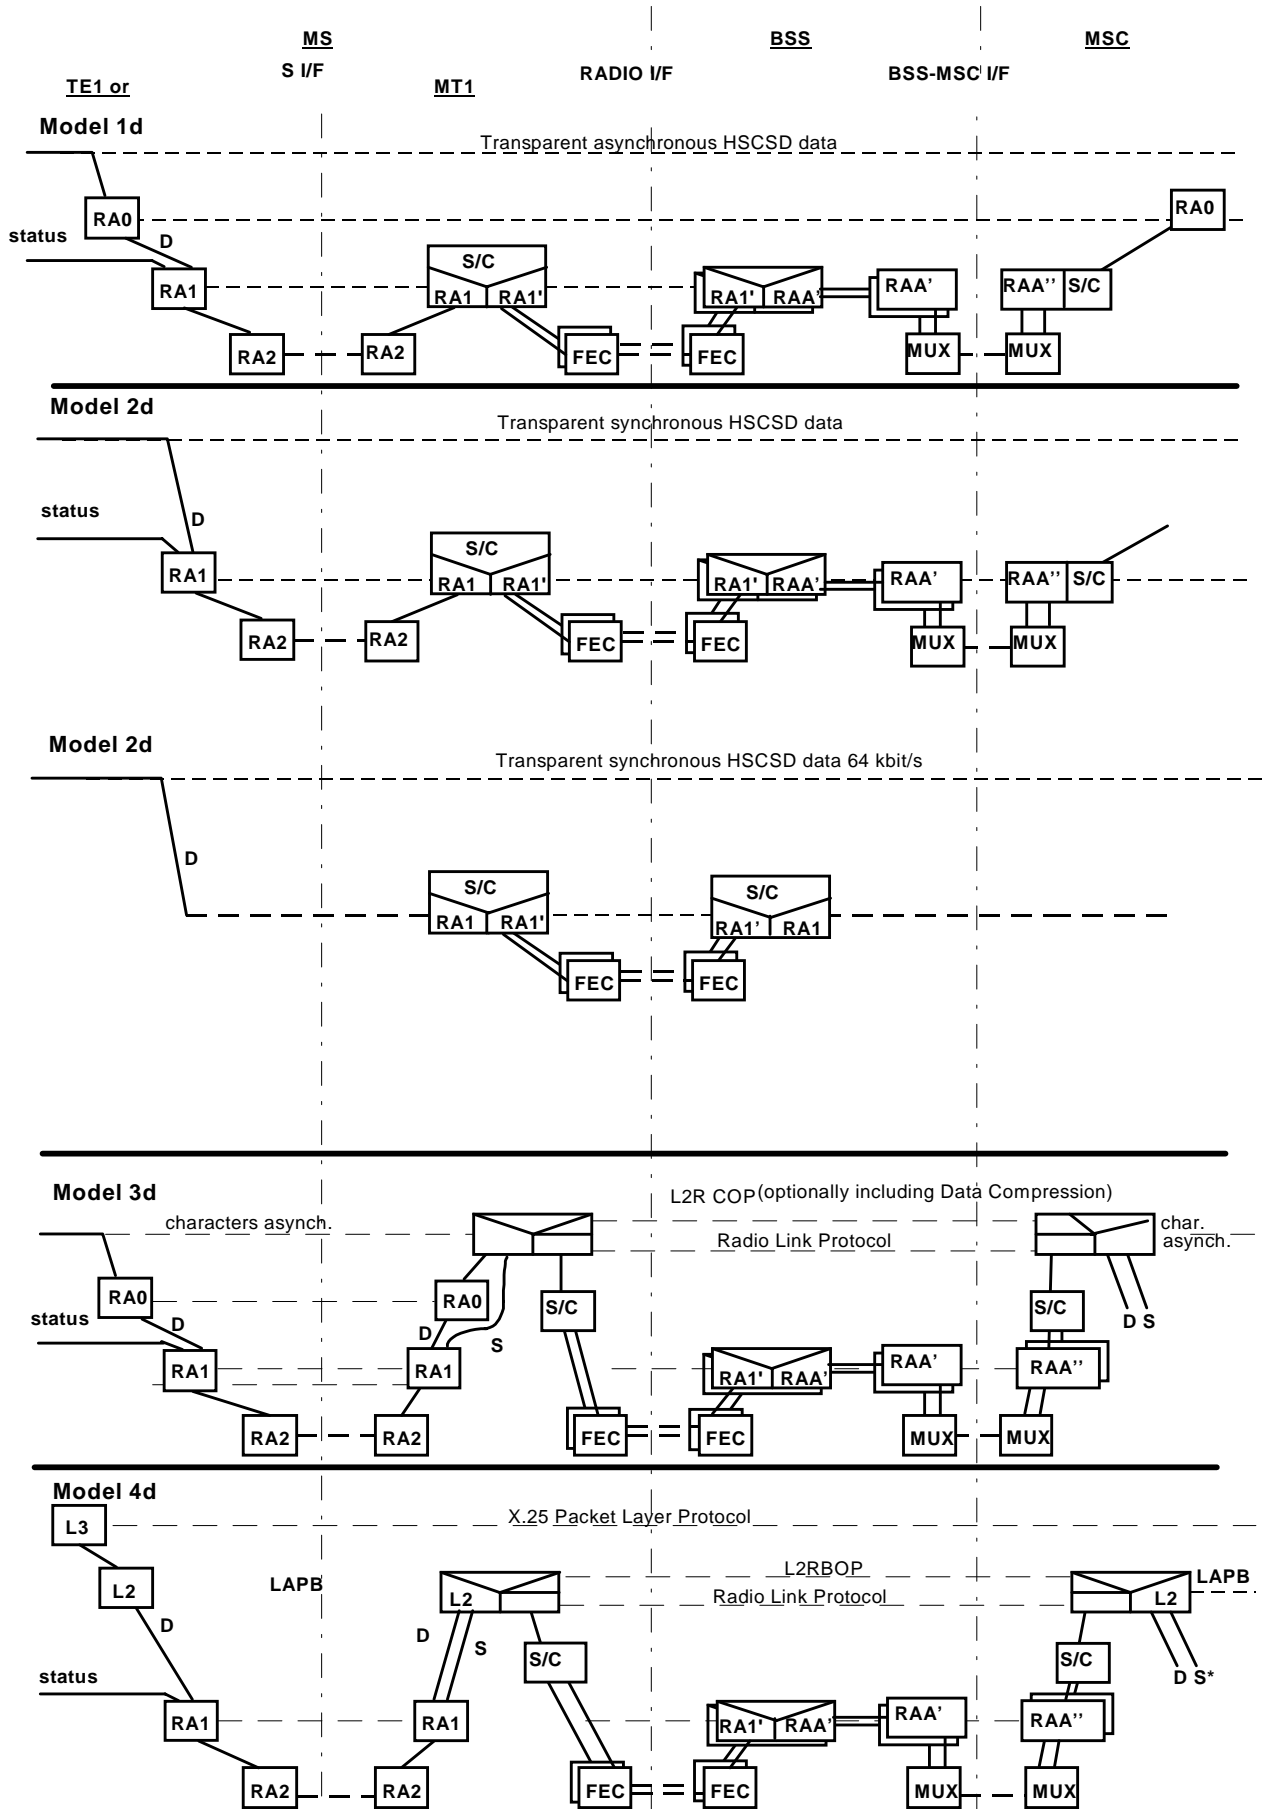 MS
BSS
MSC
S I/F
RADIO I/F
BSS-MSC I/F
TE1 or
MT1
Model 1d
Transparent asynchronous HSCSD data
RA0
RA0
status
D
S/C
RA1
RA1
RA1'
RA1'
RAA'
RAA'
RAA''
S/C
RA2
RA2
FEC
FEC
MUX
MUX
Model 2d
Transparent synchronous HSCSD data
status
D
S/C
RA1
RA1
RA1'
RA1'
RAA'
RAA'
RAA''
S/C
RA2
RA2
FEC
FEC
MUX
MUX
Model 2d
Transparent synchronous HSCSD data 64 kbit/s
D
S/C
S/C
RA1
RA1'
RA1'
RA1
FEC
FEC
Model 3d
L2R COP (optionally including Data Compression)
characters asynch.
Radio Link Protocol
char.
asynch.
RA0
RA0
S/C
S/C
status
D
D
S
D S
RA1
RA1
RA1'
RAA'
RAA'
RAA''
RA2
RA2
FEC
FEC
MUX
MUX
Model 4d
L3
X.25 Packet Layer Protocol
L2
LAPB
L2
L2RBOP
Radio Link Protocol
L2
LAPB
D
D
S
S/C
S/C
D S*
status
RA1
RA1
RA1'
RAA'
RAA'
RAA''
RA2
RA2
FEC
FEC
MUX
MUX